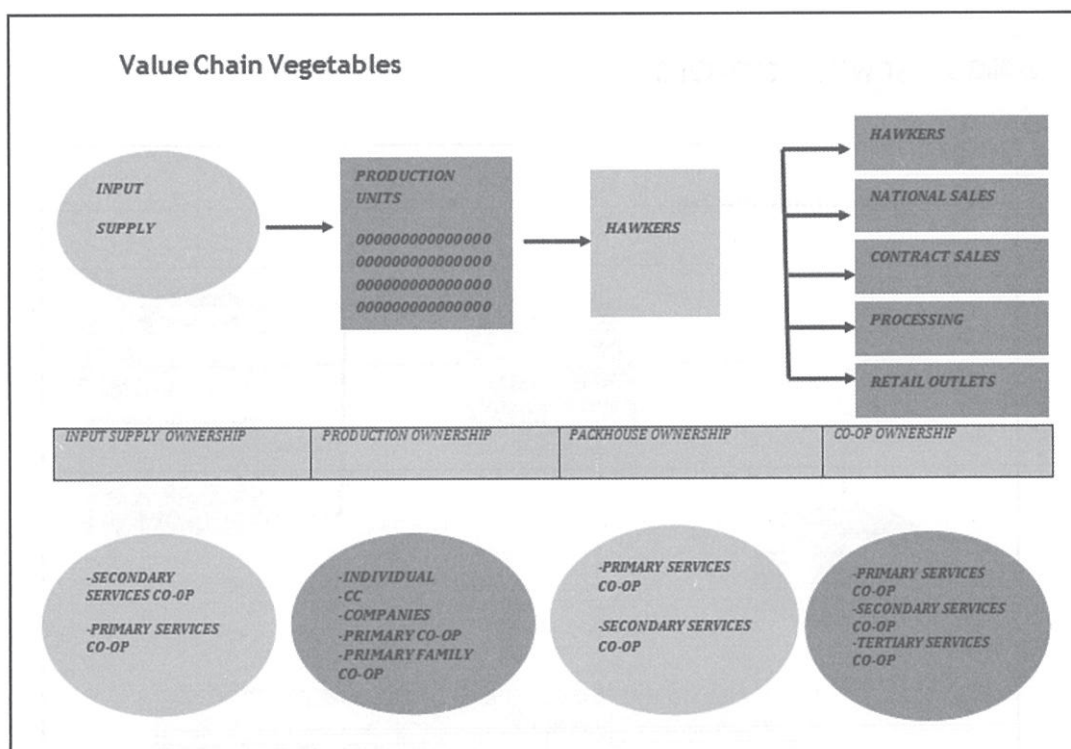 Value Chain Vegetables
INPUT
SUPPLY
PRODUCTION
UNITS
000000000000000
000000000000000
000000000000000
000000000000000
HAWKERS
HAWKERS
NATIONAL SALES
CONTRACT SALES
PROCESSING
RETAIL OUTLETS
INPUT SUPPLY OWNERSHIP
PRODUCTION OWNERSHIP
PACKHOUSE OWNERSHIP
CO-OP OWNERSHIP
-SECONDARY
SERVICES CO-OP
-PRIMARY SERVICES
CO-OP
-INDIVIDUAL
-CC
-COMPANIES
-PRIMARY CO-OP
-PRIMARY FAMILY
CO-OP
-PRIMARY SERVICES
CO-OP
-SECONDARY SERVICES
CO-OP
-PRIMARY SERVICES
CO-OP
-SECONDARY SERVICES
CO-OP
-TERTIARY SERVICES
CO-OP